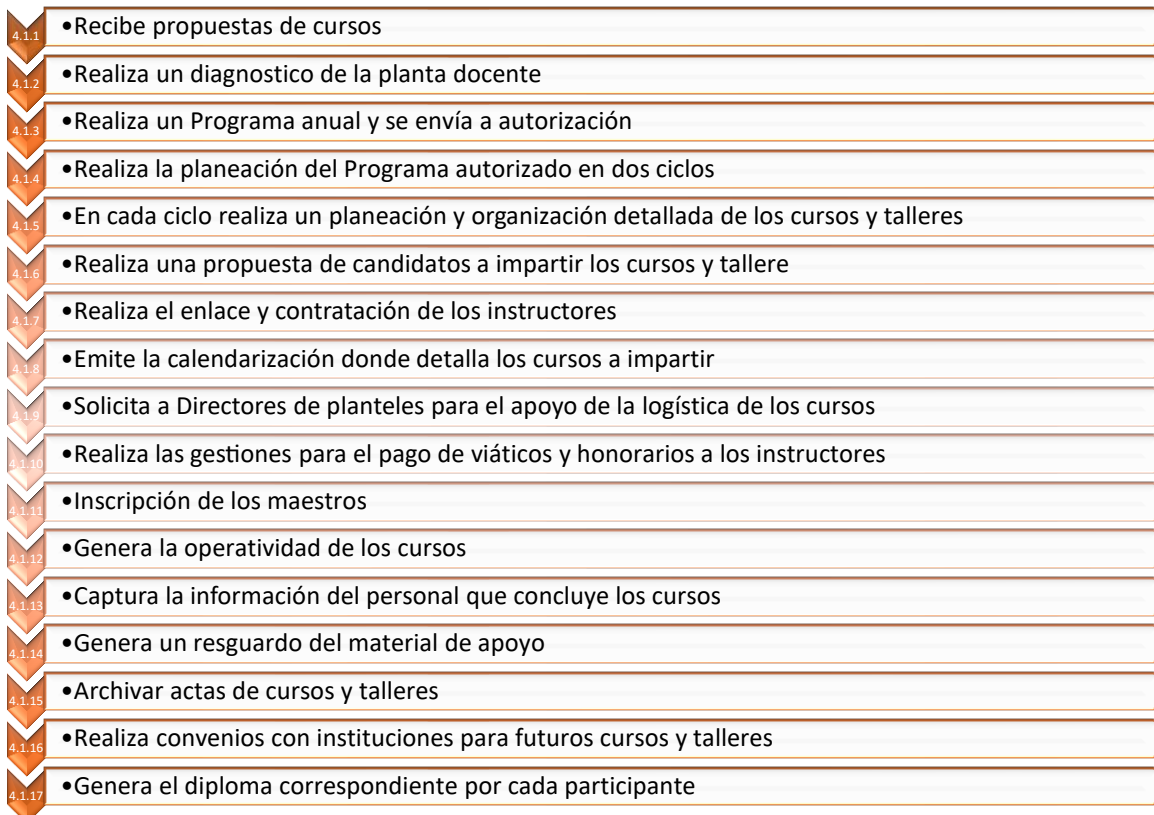 4.1.1 •Recibe propuestas de cursos
4.1.2 •Realiza un diagnostico de la planta docente
4.1.3 •Realiza un Programa anual y se envía a autorización
4.1.4 •Realiza la planeación del Programa autorizado en dos ciclos
4.1.5 •En cada ciclo realiza un planeación y organización detallada de los cursos y talleres
4.1.6 •Realiza una propuesta de candidatos a impartir los cursos y tallere
4.1.7 •Realiza el enlace y contratación de los instructores
4.1.8 •Emite la calendarización donde detalla los cursos a impartir
4.1.9 •Solicita a Directores de planteles para el apoyo de la logística de los cursos
4.1.10 •Realiza las gestiones para el pago de viáticos y honorarios a los instructores
4.1.11 •Inscripción de los maestros
4.1.12 •Genera la operatividad de los cursos
4.1.13 •Captura la información del personal que concluye los cursos
4.1.14 •Genera un resguardo del material de apoyo
4.1.15 •Archivar actas de cursos y talleres
4.1.16 •Realiza convenios con instituciones para futuros cursos y talleres
4.1.17 •Genera el diploma correspondiente por cada participante